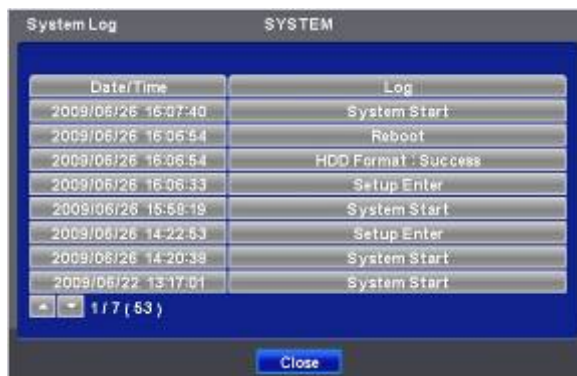 System Log SYSTEM
Date/Time Log
2009/06/26 16:07:40 System Start
2009/06/26 16:06:54 Reboot
2009/06/26 16:06:54 HDD Format : Success
2009/06/26 16:06:33 Setup Enter
2009/06/26 15:58:19 System Start
2009/06/26 14:22:53 Setup Enter
2009/06/26 14:20:38 System Start
2009/06/22 13:17:01 System Start
1 / 7 ( 53 )
Close